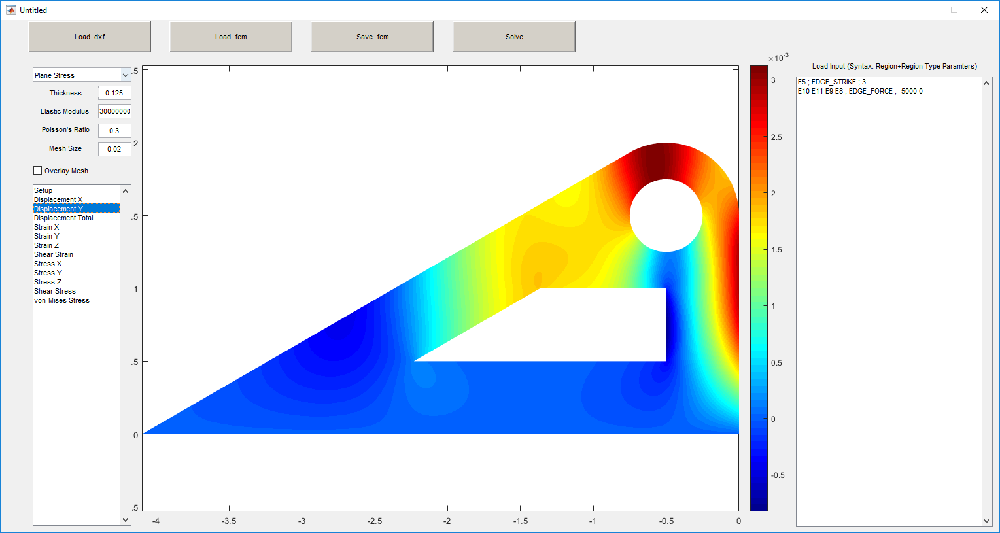 Untitled
Load .dxf
Load .fem
Save .fem
Solve
Plane Stress
Thickness 0.125
Elastic Modulus 30000000
Poisson's Ratio 0.3
Mesh Size 0.02
Overlay Mesh
Setup
Displacement X
Displacement Y
Displacement Total
Strain X
Strain Y
Strain Z
Shear Strain
Stress X
Stress Y
Stress Z
Shear Stress
von-Mises Stress
.5
2
.5
1
.5
0
.5
-4 -3.5 -3 -2.5 -2 -1.5 -1 -0.5 0
×10⁻³
3
2.5
2
1.5
1
0.5
0
-0.5
Load Input (Syntax: Region+Region Type Paramters)
E5 ; EDGE_STRIKE ; 3
E10 E11 E9 E8 ; EDGE_FORCE ; -5000 0